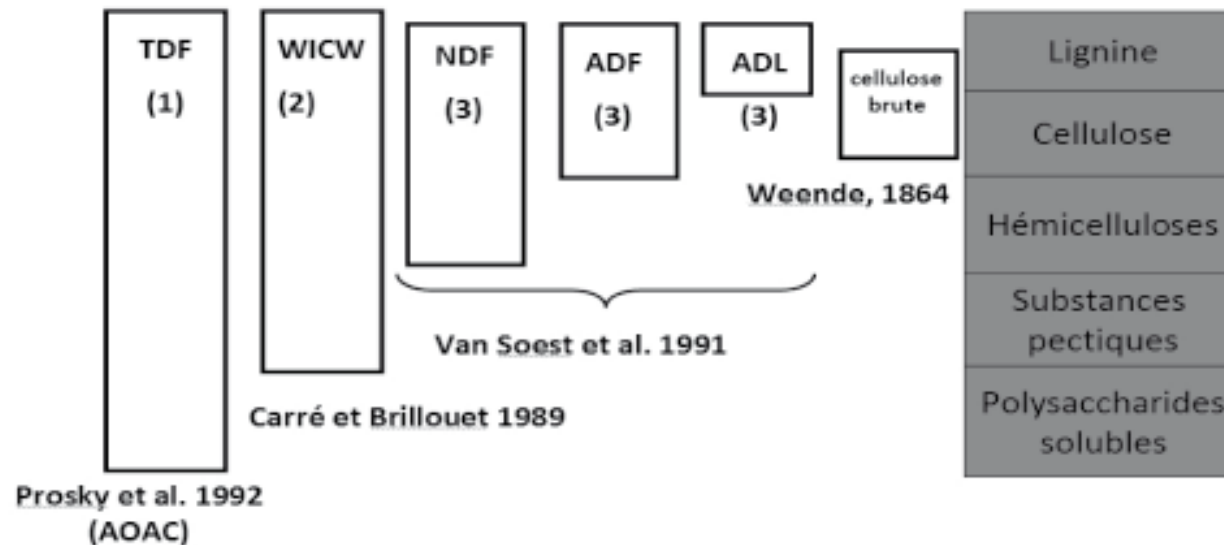 TDF
(1)
WICW
(2)
NDF
(3)
ADF
(3)
ADL
(3)
cellulose
brute
Weende, 1864
Van Soest et al. 1991
Carré et Brillouet 1989
Prosky et al. 1992
(AOAC)
Lignine
Cellulose
Hémicelluloses
Substances
pectiques
Polysaccharides
solubles